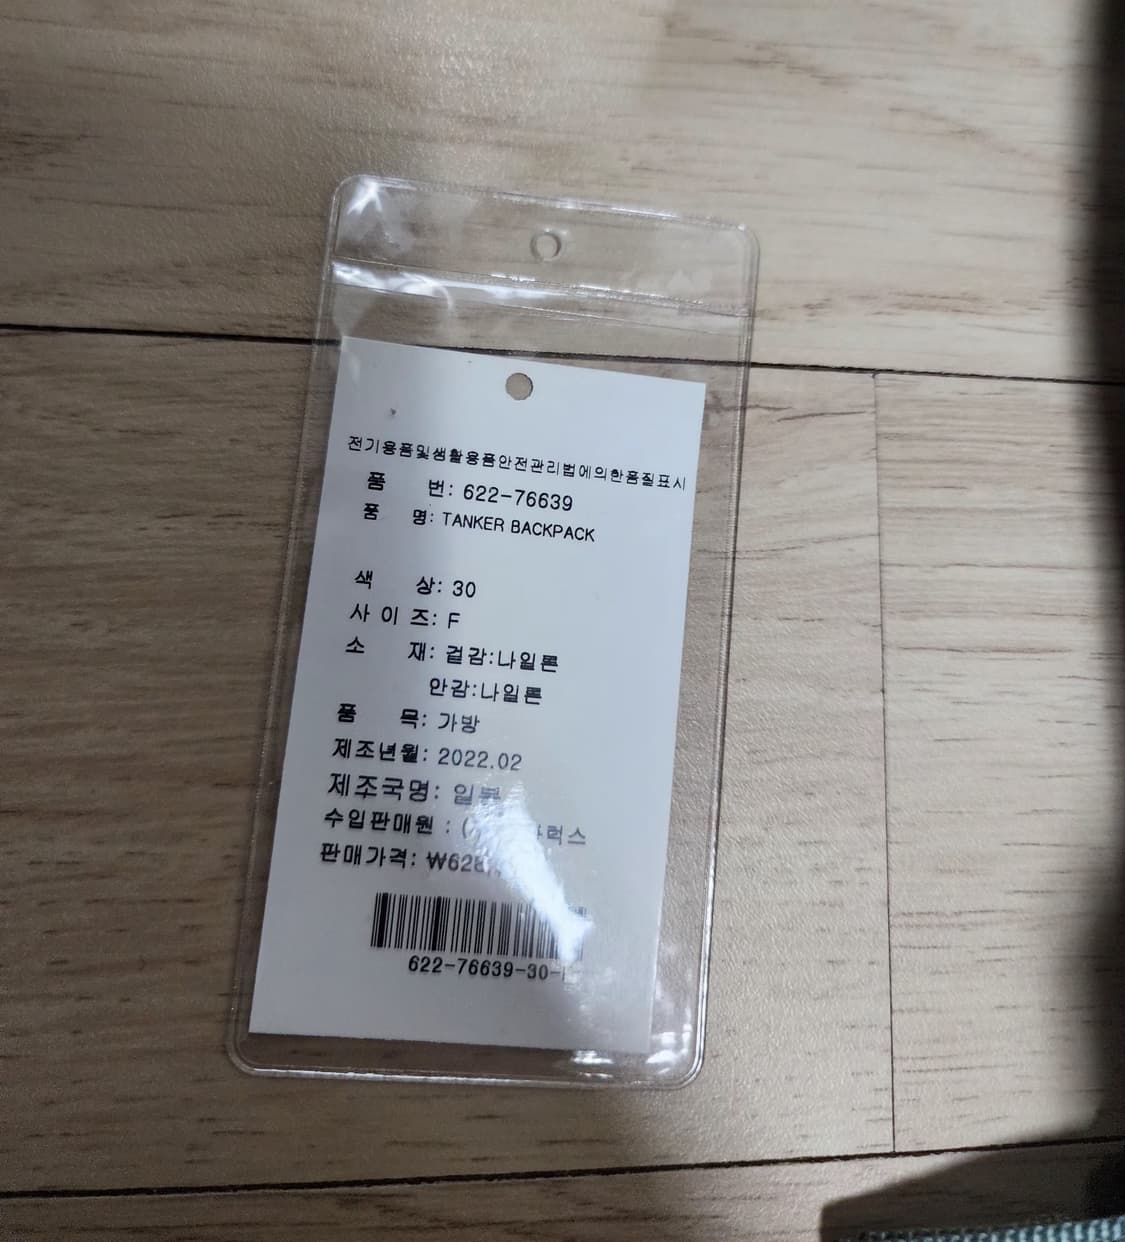 전기용품및생활용품안전관리법에의한품질표시
품 번: 622-76639
품 명: TANKER BACKPACK
색 상: 30
사 이 즈: F
소 재: 겉감:나일론
안감:나일론
품 목: 가방
제조년월: 2022.02
제조국명: 일본
수입판매원 :
판매가격:
622-76639-30-